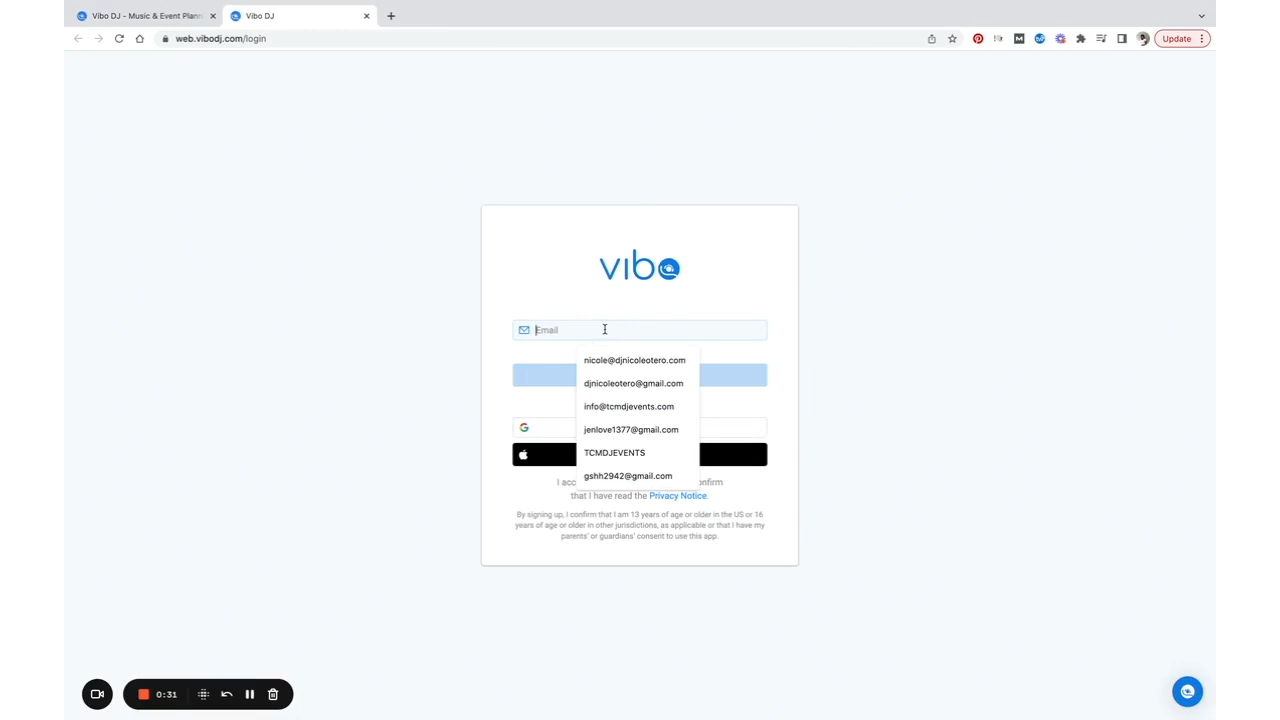 Vibo DJ - Music & Event Plann
Vibo DJ
web.vibodj.com/login
Update
vibo
Email
nicole@djnicoleotero.com
djnicoleotero@gmail.com
info@tcmdjevents.com
jenlove1377@gmail.com
TCMDJEVENTS
gshh2942@gmail.com
I acc
onfirm
that I have read the Privacy Notice.
By signing up, I confirm that I am 13 years of age or older in the US or 16
years of age or older in other jurisdictions, as applicable or that I have my
parents' or guardians' consent to use this app.
0:31